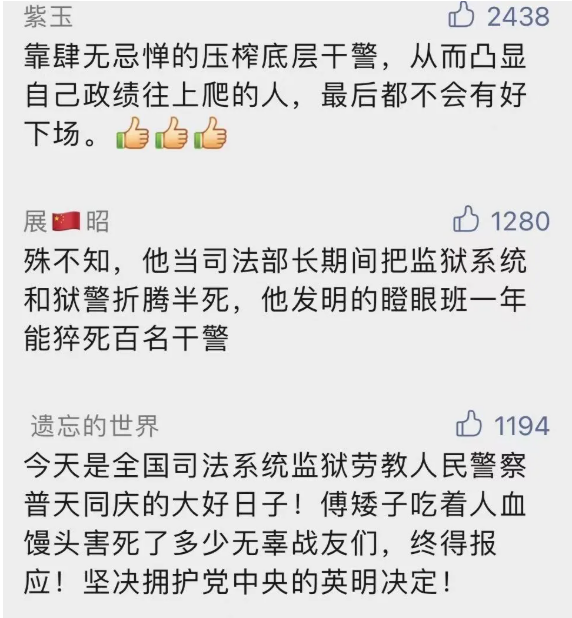 紫玉 2438
靠肆无忌惮的压榨底层干警，从而凸显
自己政绩往上爬的人，最后都不会有好
下场。👍👍👍
展🇨🇳昭 1280
殊不知，他当司法部长期间把监狱系统
和狱警折腾半死，他发明的瞪眼班一年
能猝死百名干警
遗忘的世界 1194
今天是全国司法系统监狱劳教人民警察
普天同庆的大好日子！傅矮子吃着人血
馒头害死了多少无辜战友们，终得报
应！坚决拥护党中央的英明决定！